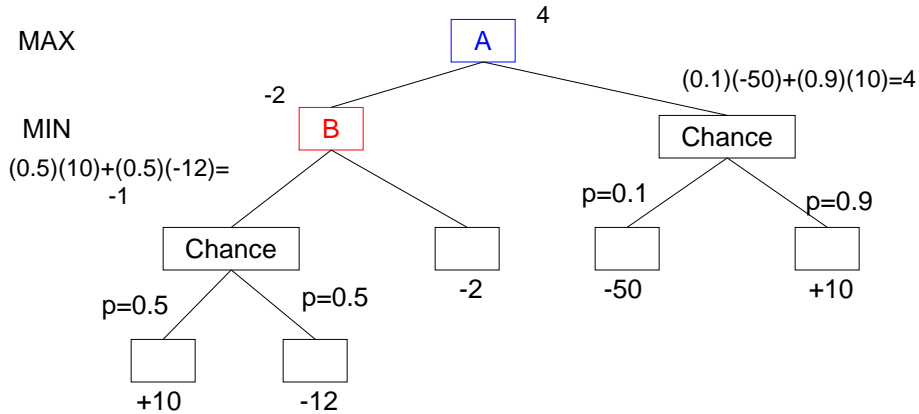 4
MAX
A
(0.1)(-50)+(0.9)(10)=4
-2
MIN
B
Chance
(0.5)(10)+(0.5)(-12)=
-1
p=0.1
p=0.9
Chance
-2
-50
+10
p=0.5
p=0.5
+10
-12